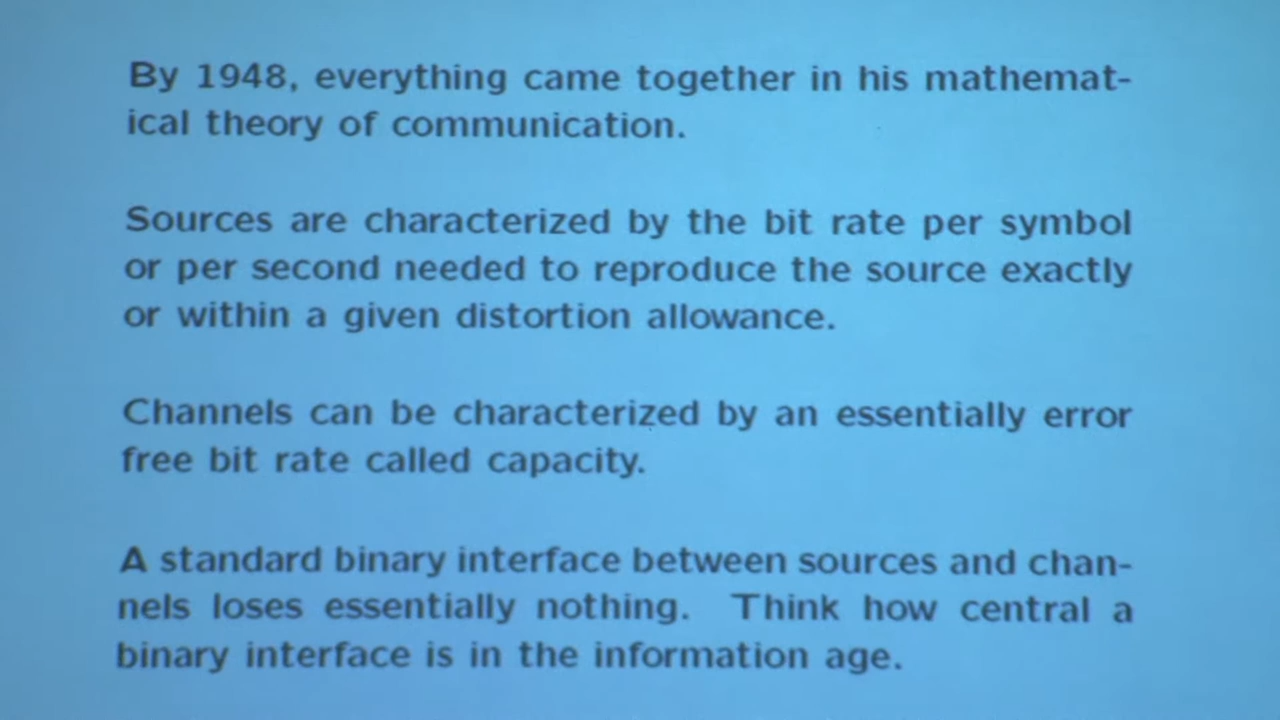 By 1948, everything came together in his mathemat-
ical theory of communication.
Sources are characterized by the bit rate per symbol
or per second needed to reproduce the source exactly
or within a given distortion allowance.
Channels can be characterized by an essentially error
free bit rate called capacity.
A standard binary interface between sources and chan-
nels loses essentially nothing. Think how central a
binary interface is in the information age.